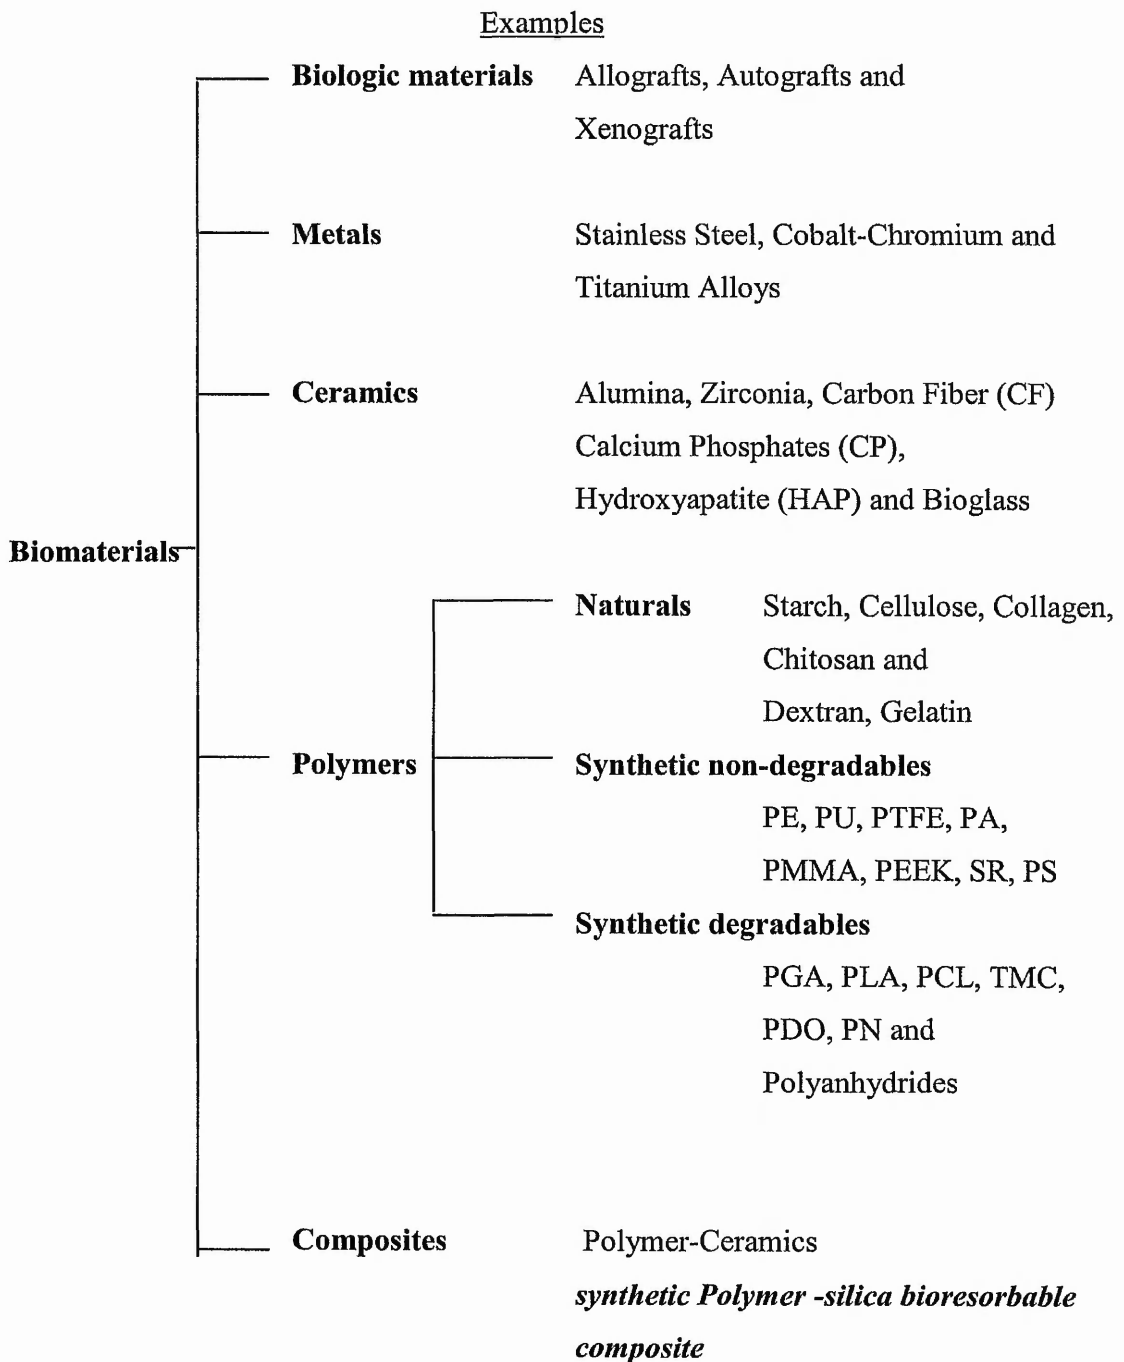 Examples
Biologic materials Allografts, Autografts and
Xenografts
Metals Stainless Steel, Cobalt-Chromium and
Titanium Alloys
Ceramics Alumina, Zirconia, Carbon Fiber (CF)
Calcium Phosphates (CP),
Hydroxyapatite (HAP) and Bioglass
Biomaterials
Naturals Starch, Cellulose, Collagen,
Chitosan and
Dextran, Gelatin
Polymers Synthetic non-degradables
PE, PU, PTFE, PA,
PMMA, PEEK, SR, PS
Synthetic degradables
PGA, PLA, PCL, TMC,
PDO, PN and
Polyanhydrides
Composites Polymer-Ceramics
synthetic Polymer -silica bioresorbable
composite